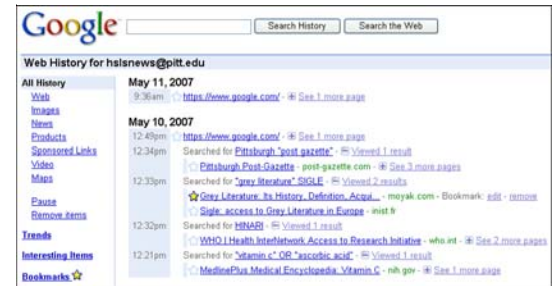 Google Search History Search the Web
Web History for hslsnews@pitt.edu
All History
Web
Images
News
Products
Sponsored Links
Video
Maps
Pause
Remove items
Trends
Interesting Items
Bookmarks
May 11, 2007
9:36am https://www.google.com/ - See 1 more page
May 10, 2007
12:49pm https://www.google.com/ - See 1 more page
12:34pm Searched for Pittsburgh "post gazette" - Viewed 1 result
Pittsburgh Post-Gazette - post-gazette.com - See 3 more pages
12:33pm Searched for "grey literature" SIGLE - Viewed 2 results
Grey Literature: Its History, Definition, Acqui... - moyak.com - Bookmark: edit - remove
Sigle: access to Grey Literature in Europe - inist.fr
12:32pm Searched for HINARI - Viewed 1 result
WHO | Health InterNetwork Access to Research Initiative - who.int - See 2 more pages
12:21pm Searched for "vitamin c" OR "ascorbic acid" - Viewed 1 result
MedlinePlus Medical Encyclopedia: Vitamin C - nih.gov - See 1 more page